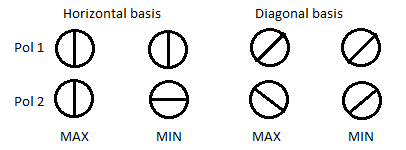 Horizontal basis Diagonal basis
Pol 1
Pol 2
MAX MIN MAX MIN